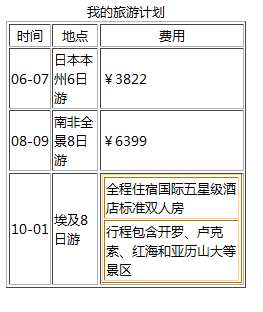 我的旅游计划
时间 地点 费用
06-07 日本本
州6日
游 ￥3822
08-09 南非全
景8日
游 ￥6399
10-01 埃及8
日游
全程住宿国际五星级酒
店标准双人房
行程包含开罗、卢克
索、红海和亚历山大等
景区